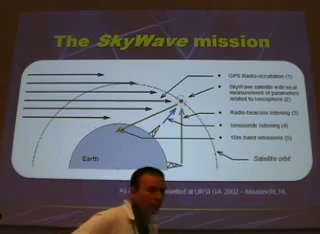 The SkyWave mission
GPS Radio-occultation (1)
SkyWave satellite with local
measurement of parameters
related to ionosphere (2)
Radio-beacons listening (3)
Ionosonde listening (4)
10m band emissions (5)
Earth
Satellite orbit
at URSI GA 2002 – Maastricht, NL